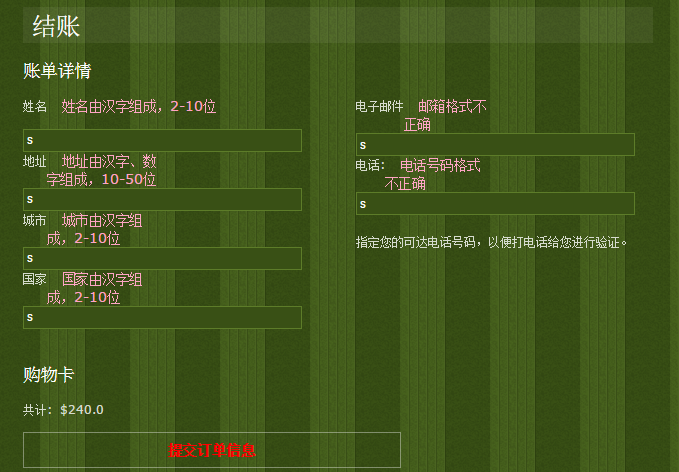 结账
账单详情
姓名 姓名由汉字组成，2-10位
s
地址 地址由汉字、数
字组成，10-50位
s
城市 城市由汉字组
成，2-10位
s
国家 国家由汉字组
成，2-10位
s
电子邮件 邮箱格式不
正确
s
电话： 电话号码格式
不正确
s
指定您的可达电话号码，以便打电话给您进行验证。
购物卡
共计：$240.0
提交订单信息